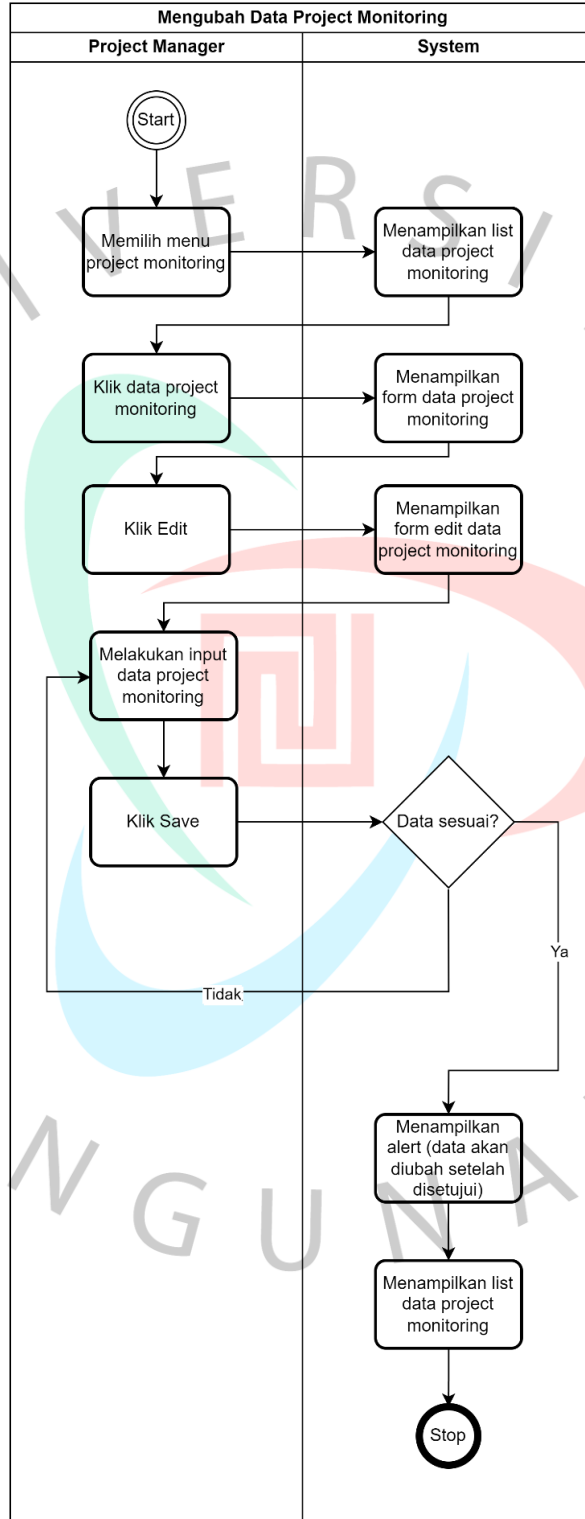 Mengubah Data Project Monitoring
Project Manager
System
Start
Memilih menu
project monitoring
Menampilkan list
data project
monitoring
Klik data project
monitoring
Menampilkan
form data project
monitoring
Klik Edit
Menampilkan
form edit data
project monitoring
Melakukan input
data project
monitoring
Klik Save
Data sesuai?
Ya
Tidak
Menampilkan
alert (data akan
diubah setelah
disetujui)
Menampilkan list
data project
monitoring
Stop
IVERSI
NGUNA